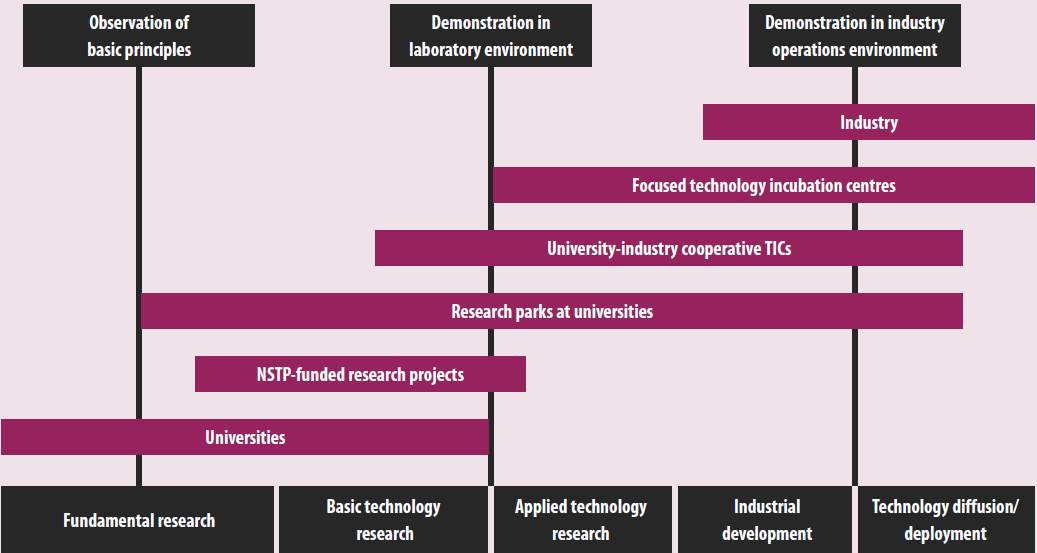 Observation of
basic principles
Demonstration in
laboratory environment
Demonstration in industry
operations environment
Industry
Focused technology incubation centres
University-industry cooperative TICs
Research parks at universities
NSTP-funded research projects
Universities
Fundamental research
Basic technology
research
Applied technology
research
Industrial
development
Technology diffusion/
deployment